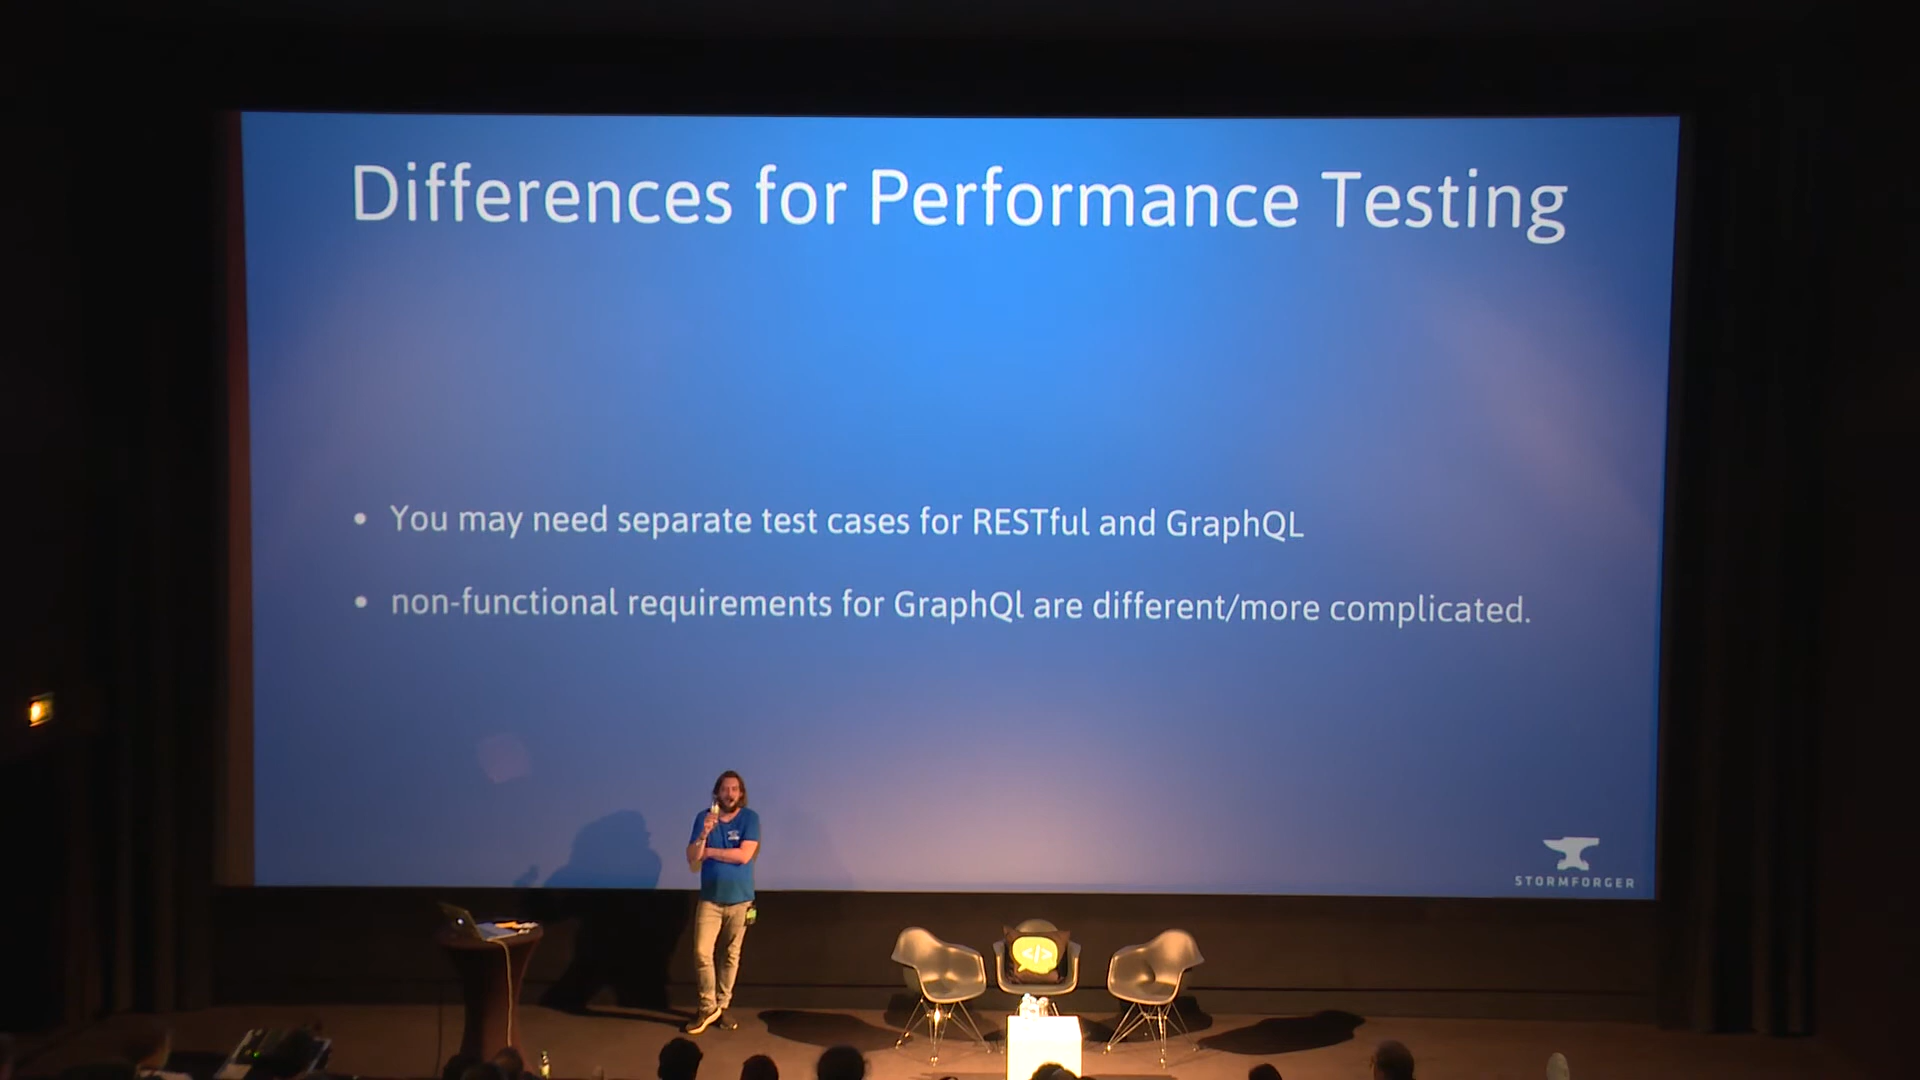 Differences for Performance Testing
• You may need separate test cases for RESTful and GraphQL
• non-functional requirements for GraphQl are different/more complicated.
STORMFORGER
</>